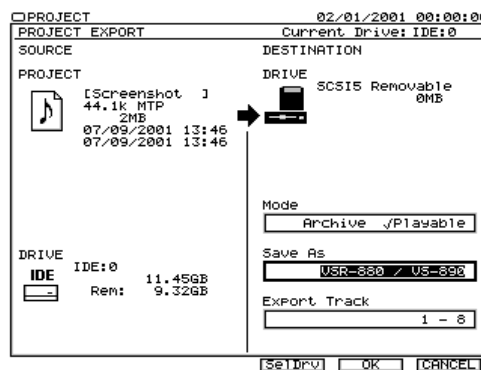 PROJECT
02/01/2001 00:00:00
PROJECT EXPORT
Current Drive: IDE:0
SOURCE
PROJECT
[Screenshot ]
44.1k MTP
2MB
07/09/2001 13:46
07/09/2001 13:46
DRIVE
IDE
IDE:0
11.45GB
Rem: 9.32GB
DESTINATION
DRIVE
SCSI5 Removable
0MB
Mode
Archive √Playable
Save As
VSR-880 / VS-890
Export Track
1 - 8
SelDrv
OK
CANCEL